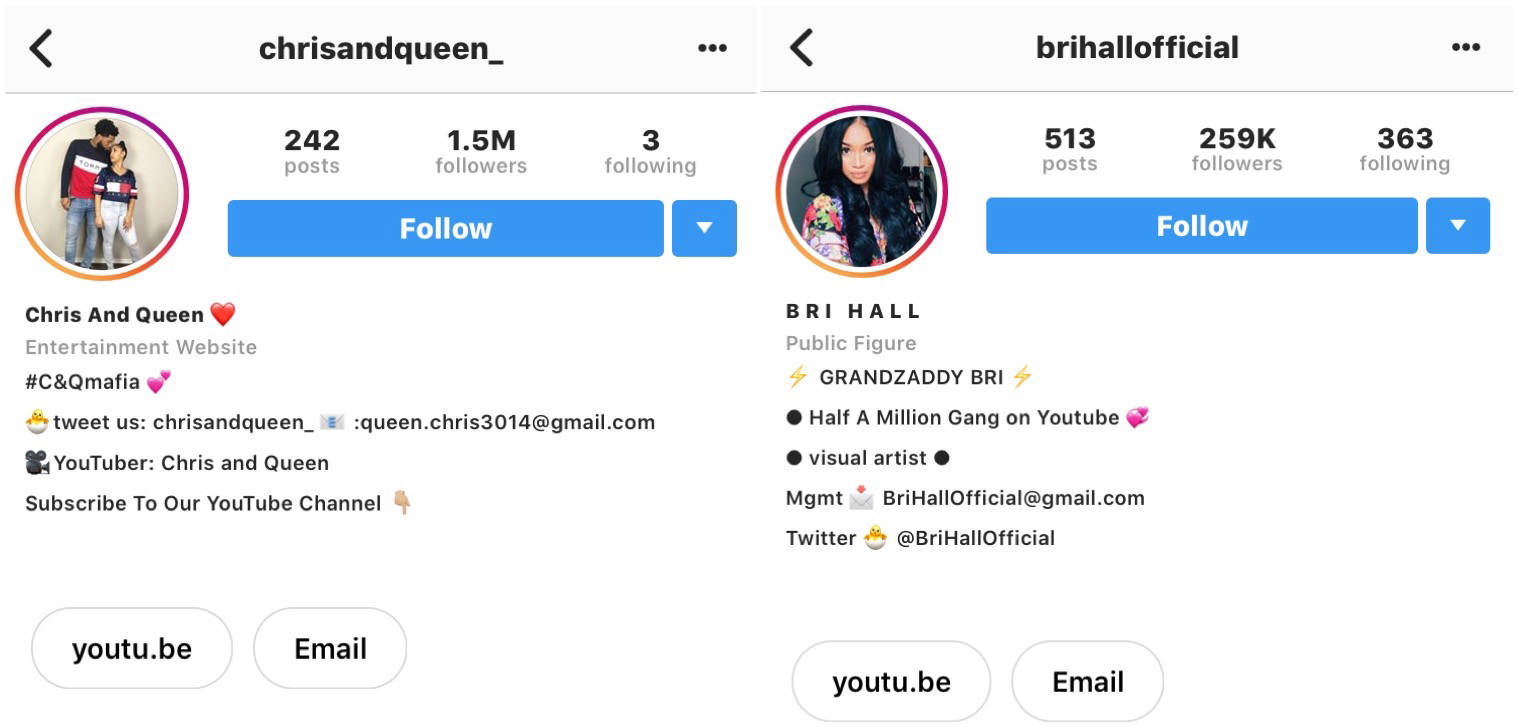 chrisandqueen_
242 1.5M 3
posts followers following
Follow
Chris And Queen ❤️
Entertainment Website
#C&Qmafia 💕
🐣tweet us: chrisandqueen_ 📧 :queen.chris3014@gmail.com
🎥YouTuber: Chris and Queen
Subscribe To Our YouTube Channel 👇🏼
youtu.be Email
brihallofficial
513 259K 363
posts followers following
Follow
BRI HALL
Public Figure
⚡ GRANDZADDY BRI ⚡
● Half A Million Gang on Youtube 💞
● visual artist ●
Mgmt 📩 BriHallOfficial@gmail.com
Twitter 🐣 @BriHallOfficial
youtu.be Email